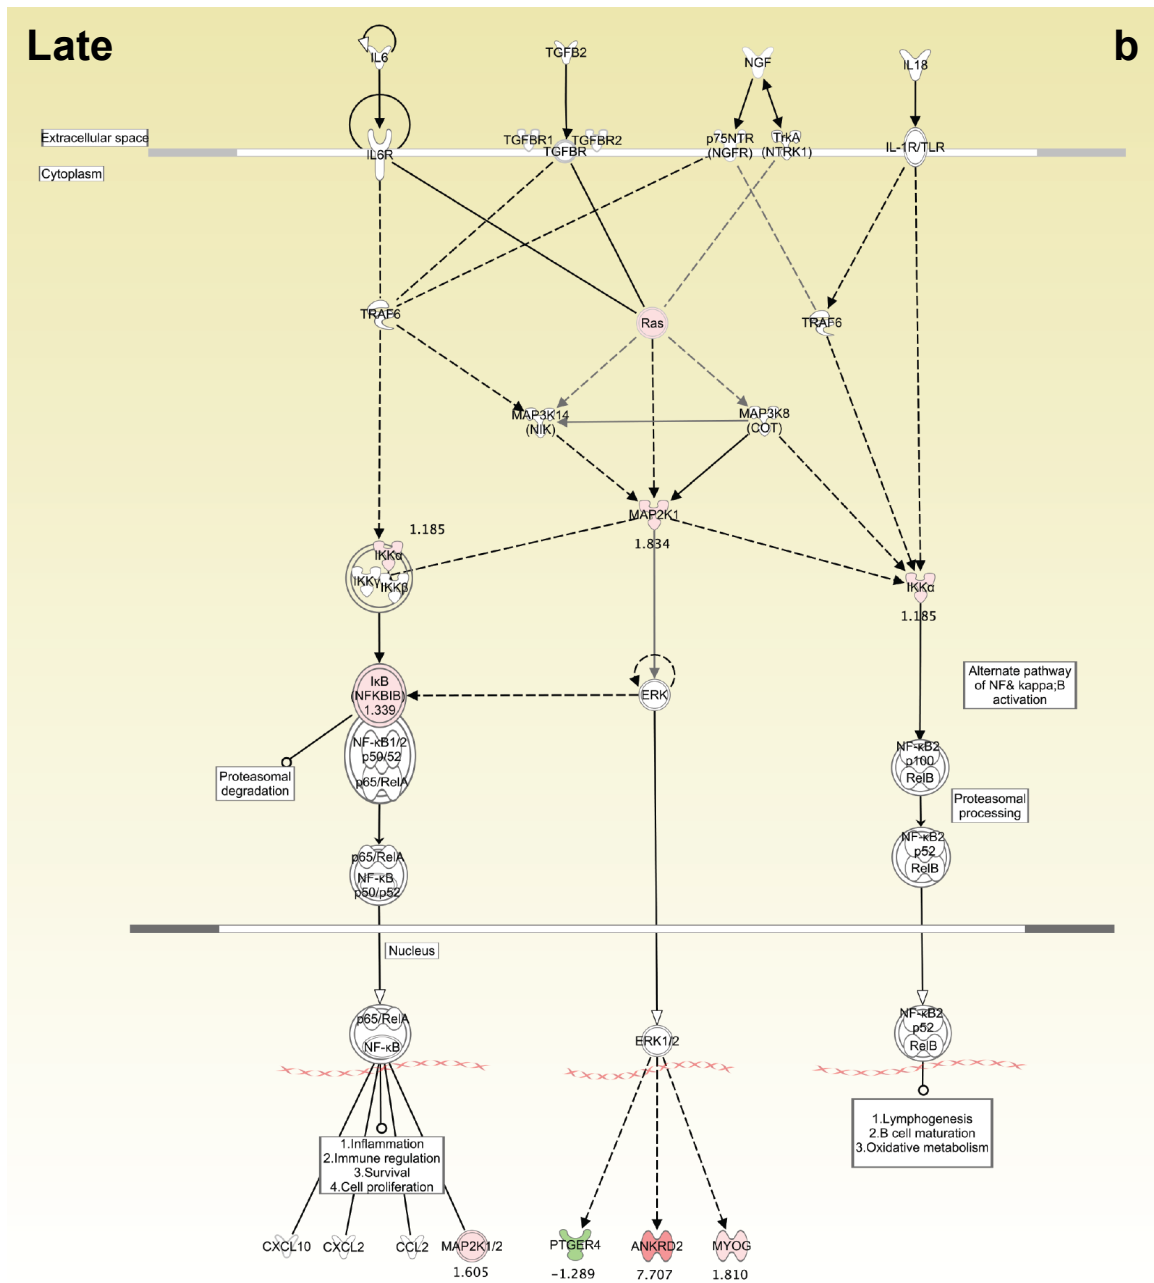 Late
b
IL6
TGFB2
NGF
IL18
Extracellular space
TGFBR1
TGFBR2
p75NTR
(NGFR)
TrkA
(NTRK1)
IL6R
TGFBR
IL-1R/TLR
Cytoplasm
TRAF6
Ras
TRAF6
MAP3K14
(NIK)
MAP3K8
(COT)
MAP2K1
1.834
1.185
IKKα
IKKγ
IKKβ
IKKα
1.185
IκB
(NFKBIB)
1.339
ERK
Alternate pathway
of NF& kappa;B
activation
NF-κB1/2
p50/52
p65/RelA
NF-κB2
p100
RelB
Proteasomal
degradation
Proteasomal
processing
p65/RelA
NF-κB
p50/p52
NF-κB2
p52
RelB
Nucleus
p65/RelA
NF-κB
ERK1/2
NF-κB2
p52
RelB
1.Inflammation
2.Immune regulation
3.Survival
4.Cell proliferation
1.Lymphogenesis
2.B cell maturation
3.Oxidative metabolism
CXCL10
CXCL2
CCL2
MAP2K1/2
1.605
PTGER4
-1.289
ANKRD2
7.707
MYOG
1.810